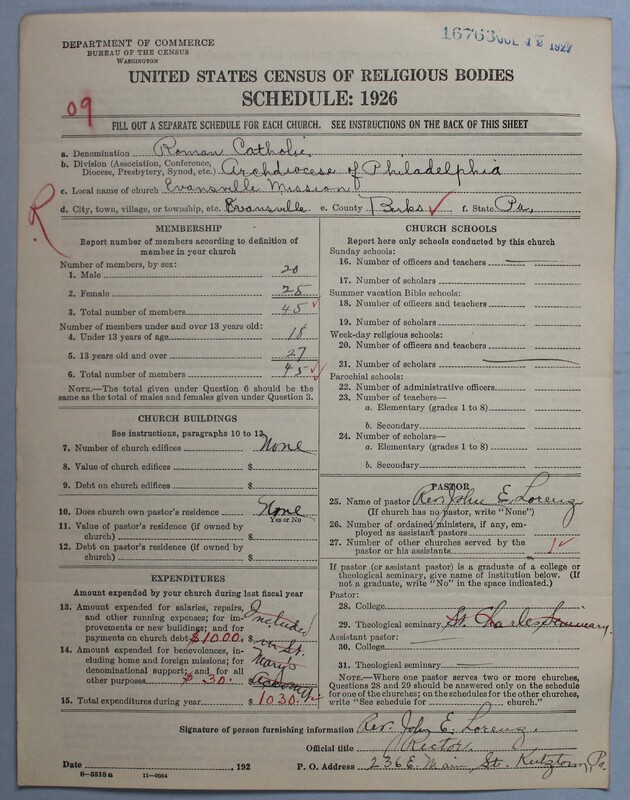 16763 JUL 12 1927
DEPARTMENT OF COMMERCE
BUREAU OF THE CENSUS
WASHINGTON
UNITED STATES CENSUS OF RELIGIOUS BODIES
SCHEDULE: 1926
09
FILL OUT A SEPARATE SCHEDULE FOR EACH CHURCH. SEE INSTRUCTIONS ON THE BACK OF THIS SHEET
a. Denomination Roman Catholic
b. Division (Association, Conference, Diocese, Presbytery, Synod, etc.) Archdiocese of Philadelphia
c. Local name of church Evansville Mission
d. City, town, village, or township, etc. Evansville e. County Berks ✓ f. State Pa.
R
MEMBERSHIP
Report number of members according to definition of
member in your church
Number of members, by sex:
1. Male 20
2. Female 25
3. Total number of members 45 ✓
Number of members under and over 13 years old:
4. Under 13 years of age 18
5. 13 years old and over 27
6. Total number of members 45 ✓
NOTE.—The total given under Question 6 should be
same as the total of males and females given under Question 3.
CHURCH BUILDINGS
See instructions, paragraphs 10 to 13
7. Number of church edifices None
8. Value of church edifices $
9. Debt on church edifices $
10. Does church own pastor's residence None
Yes or No
11. Value of pastor's residence (if owned by
church) $
12. Debt on pastor's residence (if owned by
church) $
EXPENDITURES
Amount expended by your church during last fiscal year
13. Amount expended for salaries, repairs,
and other running expenses; for im-
provements or new buildings; and for
payments on church debt $1000. $ Included
in St.
14. Amount expended for benevolences, in-
cluding home and foreign missions; for
denominational support; and for all
other purposes $ 30. $ Mary's
account
15. Total expenditures during year $ 1030.
CHURCH SCHOOLS
Report here only schools conducted by this church
Sunday schools:
16. Number of officers and teachers
17. Number of scholars
Summer vacation Bible schools:
18. Number of officers and teachers
19. Number of scholars
Week-day religious schools:
20. Number of officers and teachers
21. Number of scholars
Parochial schools:
22. Number of administrative officers
23. Number of teachers—
a. Elementary (grades 1 to 8)
b. Secondary
24. Number of scholars—
a. Elementary (grades 1 to 8)
b. Secondary
PASTOR
25. Name of pastor Rev. John E. Lorenz
(If church has no pastor, write "None")
26. Number of ordained ministers, if any, em-
ployed as assistant pastors
27. Number of other churches served by the
pastor or his assistants 1 ✓
If pastor (or assistant pastor) is a graduate of a college or
theological seminary, give name of institution below. (If
not a graduate, write "No" in the space indicated.)
Pastor:
28. College
29. Theological seminary St. Charles Seminary.
Assistant pastor:
30. College
31. Theological seminary
NOTE.—Where one pastor serves two or more churches,
Questions 28 and 29 should be answered only on the schedule
for one of the churches; on the schedules for the other churches,
write "See schedule for church."
Signature of person furnishing information Rev. John E. Lorenz.
Official title Rector.
Date , 192 P. O. Address 236 E. Main St. Kutztown, Pa.
8—5318a 11—9054